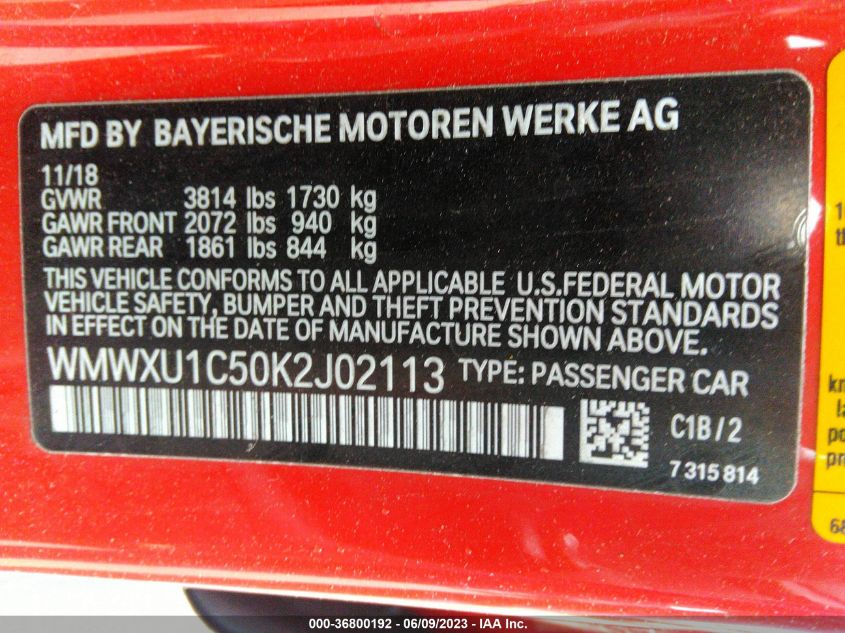 MFD BY BAYERISCHE MOTOREN WERKE AG
11/18
GVWR 3814 lbs 1730 kg
GAWR FRONT 2072 lbs 940 kg
GAWR REAR 1861 lbs 844 kg
THIS VEHICLE CONFORMS TO ALL APPLICABLE U.S.FEDERAL MOTOR
VEHICLE SAFETY, BUMPER AND THEFT PREVENTION STANDARDS
IN EFFECT ON THE DATE OF MANUFACTURE SHOWN ABOVE.
WMWXU1C50K2J02113 TYPE: PASSENGER CAR
C1B/2
7 315 814
000-36800192 / 06/09/2023 - IAA Inc.